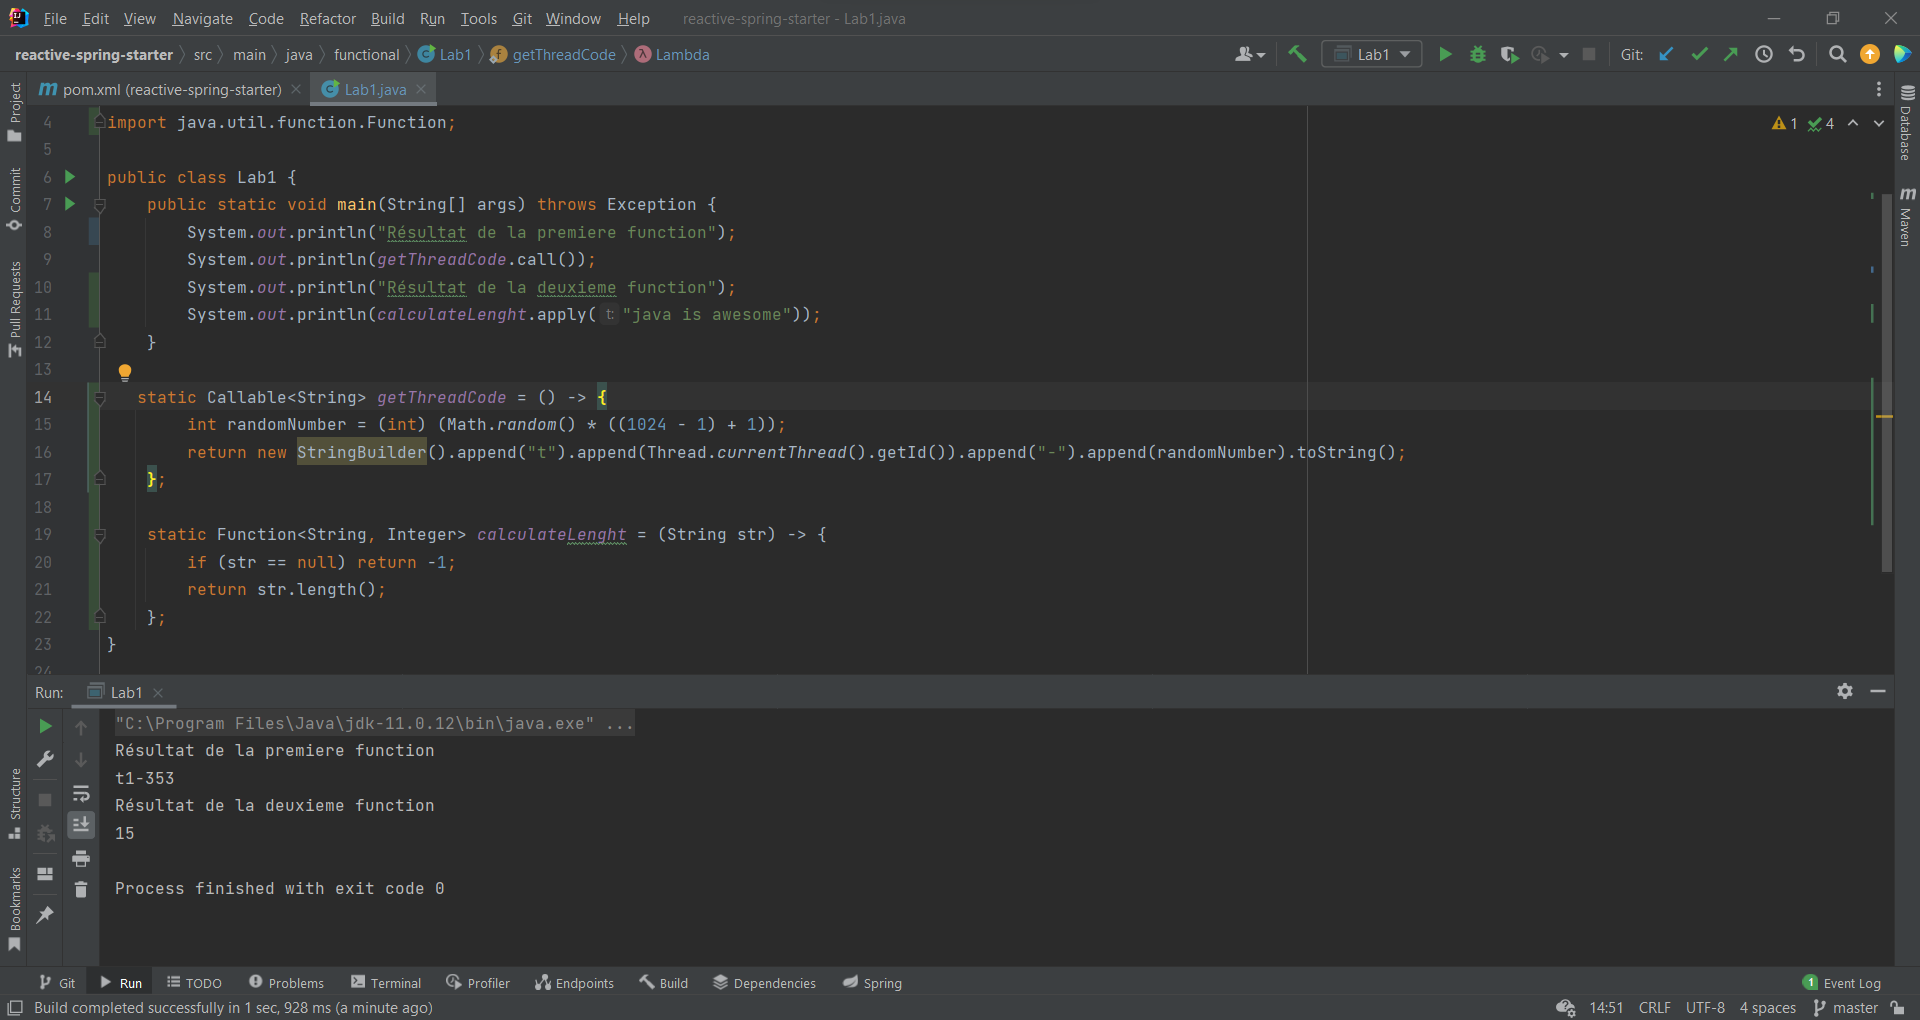 File Edit View Navigate Code Refactor Build Run Tools Git Window Help reactive-spring-starter - Lab1.java
reactive-spring-starter src main java functional Lab1 getThreadCode Lambda Lab1 Git:
pom.xml (reactive-spring-starter) Lab1.java
4 import java.util.function.Function;
1 4
5
6 public class Lab1 {
7 public static void main(String[] args) throws Exception {
8 System.out.println("Résultat de la premiere function");
9 System.out.println(getThreadCode.call());
10 System.out.println("Résultat de la deuxieme function");
11 System.out.println(calculateLenght.apply( t: "java is awesome"));
12 }
13
14 static Callable<String> getThreadCode = () -> {
15 int randomNumber = (int) (Math.random() * ((1024 - 1) + 1));
16 return new StringBuilder().append("t").append(Thread.currentThread().getId()).append("-").append(randomNumber).toString();
17 };
18
19 static Function<String, Integer> calculateLenght = (String str) -> {
20 if (str == null) return -1;
21 return str.length();
22 };
23 }
24
Project
Commit
Pull Requests
Structure
Bookmarks
Database
Maven
Run: Lab1
"C:\Program Files\Java\jdk-11.0.12\bin\java.exe" ...
Résultat de la premiere function
t1-353
Résultat de la deuxieme function
15
Process finished with exit code 0
Git Run TODO Problems Terminal Profiler Endpoints Build Dependencies Spring 1 Event Log
Build completed successfully in 1 sec, 928 ms (a minute ago) 14:51 CRLF UTF-8 4 spaces master